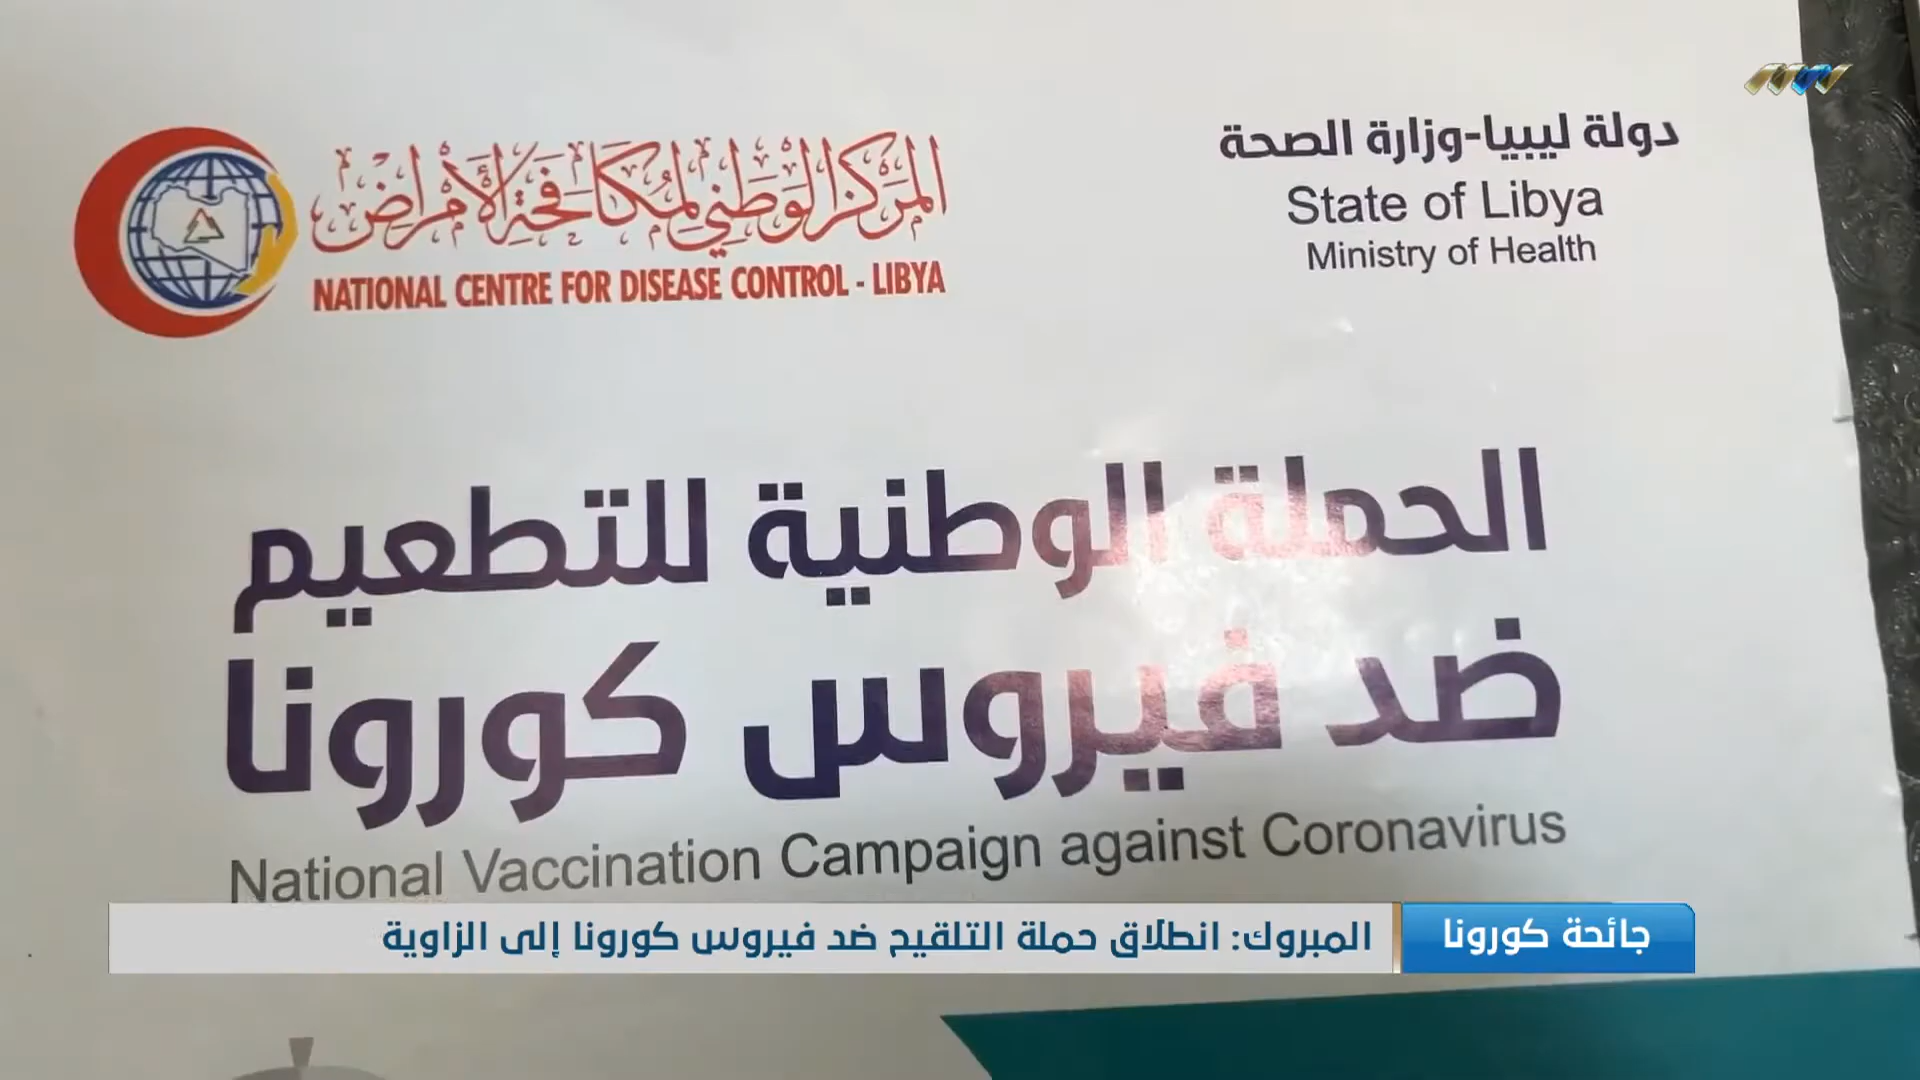 دولة ليبيا-وزارة الصحة
State of Libya
Ministry of Health
المركز الوطني لمكافحة الأمراض
NATIONAL CENTRE FOR DISEASE CONTROL - LIBYA
الحملة الوطنية للتطعيم
ضد فيروس كورونا
National Vaccination Campaign against Coronavirus
جائحة كورونا
المبروك: انطلاق حملة التلقيح ضد فيروس كورونا إلى الزاوية